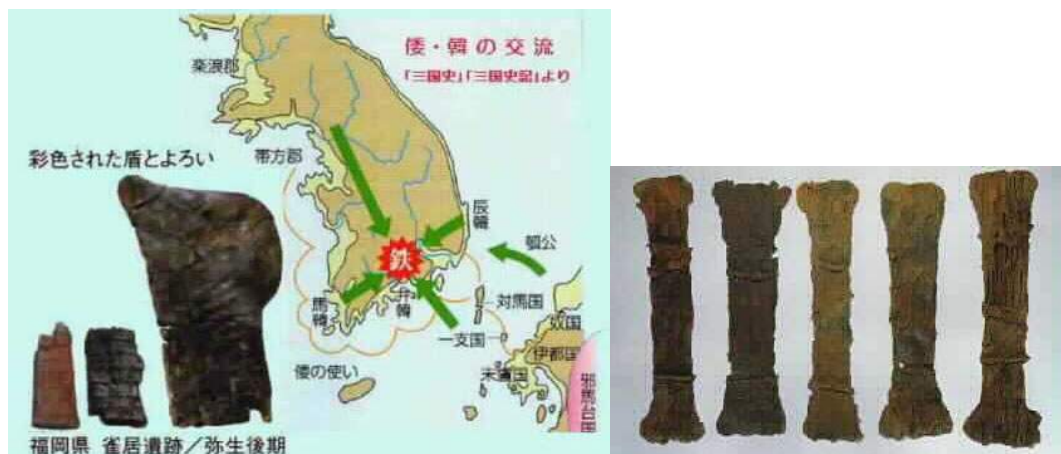 倭・韓の交流
「三国史」「三国史記」より
楽浪郡
彩色された盾とよろい
帯方郡
辰韓
鉄
頓公
馬韓
弁韓
対馬国
一支国
奴国
伊都国
末盧国
邪馬台国
倭の使い
福岡県 雀居遺跡/弥生後期